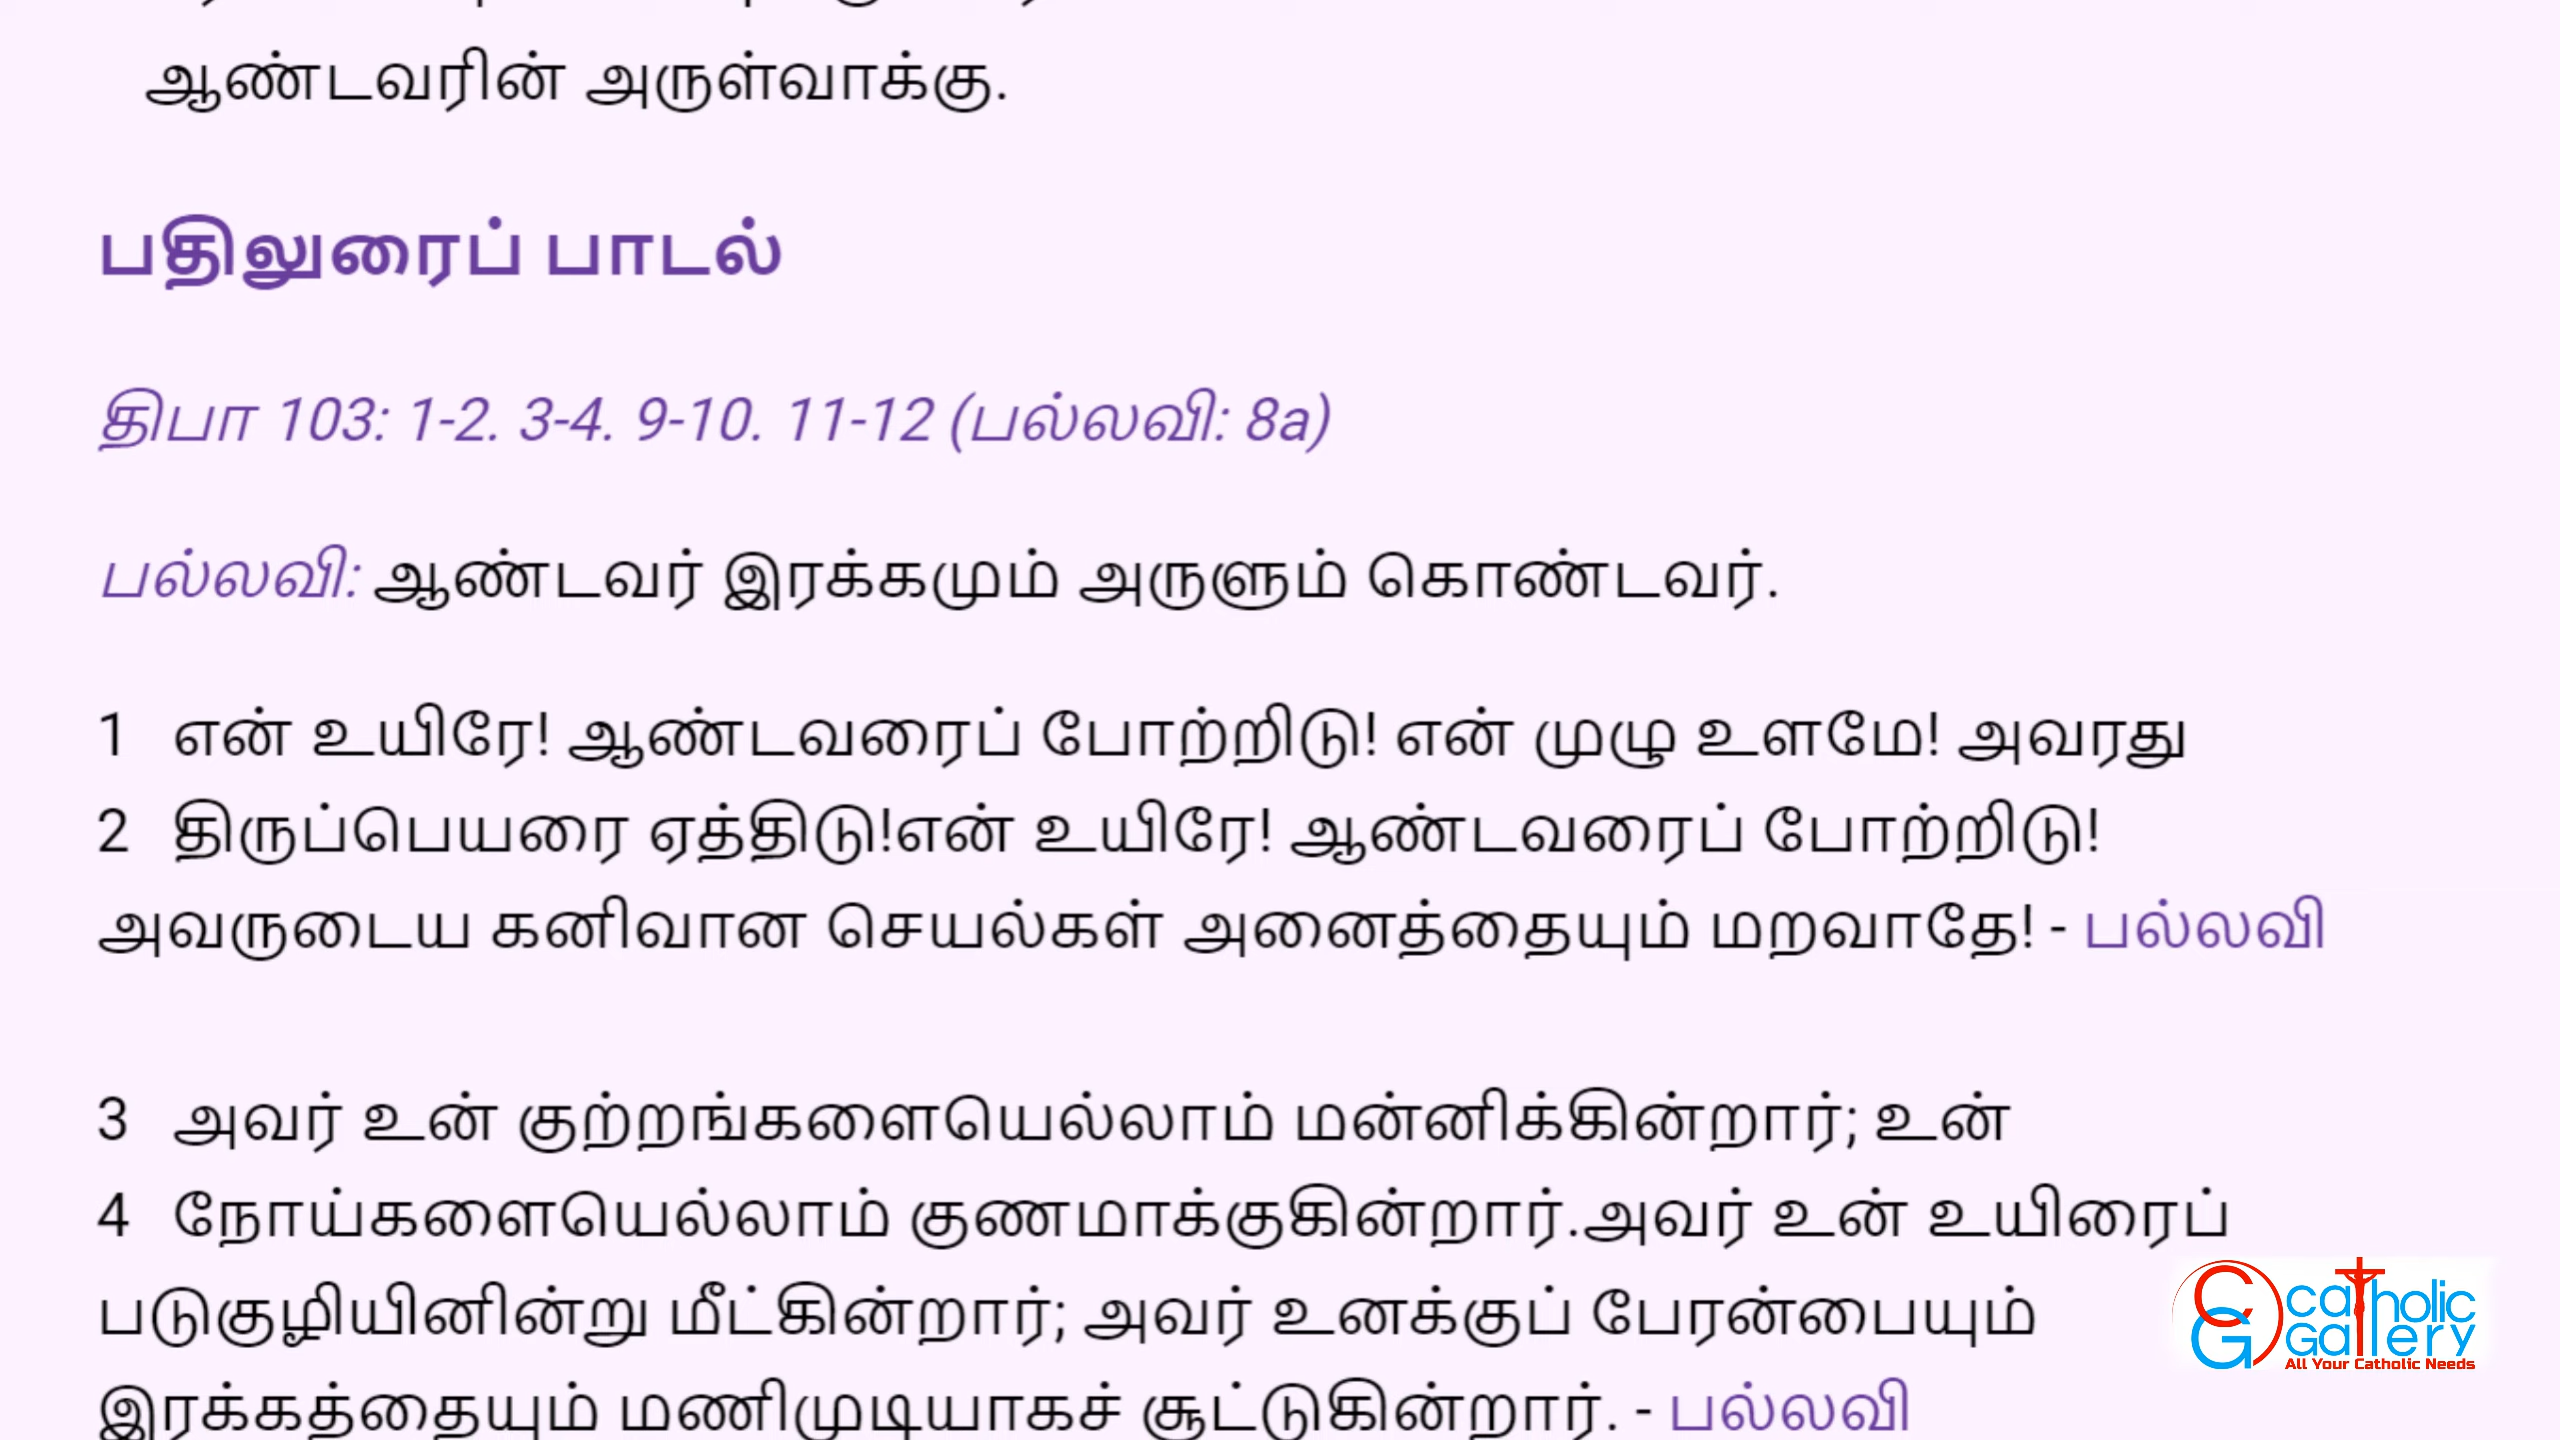 ஆண்டவரின் அருள்வாக்கு.
பதிலுரைப் பாடல்
திபா 103: 1-2. 3-4. 9-10. 11-12 (பல்லவி: 8a)
பல்லவி: ஆண்டவர் இரக்கமும் அருளும் கொண்டவர்.
1 என் உயிரே! ஆண்டவரைப் போற்றிடு! என் முழு உளமே! அவரது
2 திருப்பெயரை ஏத்திடு!என் உயிரே! ஆண்டவரைப் போற்றிடு!
அவருடைய கனிவான செயல்கள் அனைத்தையும் மறவாதே! - பல்லவி
3 அவர் உன் குற்றங்களையெல்லாம் மன்னிக்கின்றார்; உன்
4 நோய்களையெல்லாம் குணமாக்குகின்றார்.அவர் உன் உயிரைப்
படுகுழியினின்று மீட்கின்றார்; அவர் உனக்குப் பேரன்பையும்
இரக்கத்தையும் மணிமுடியாகச் சூட்டுகின்றார். - பல்லவி
CG catholic
Gallery
All Your Catholic Needs